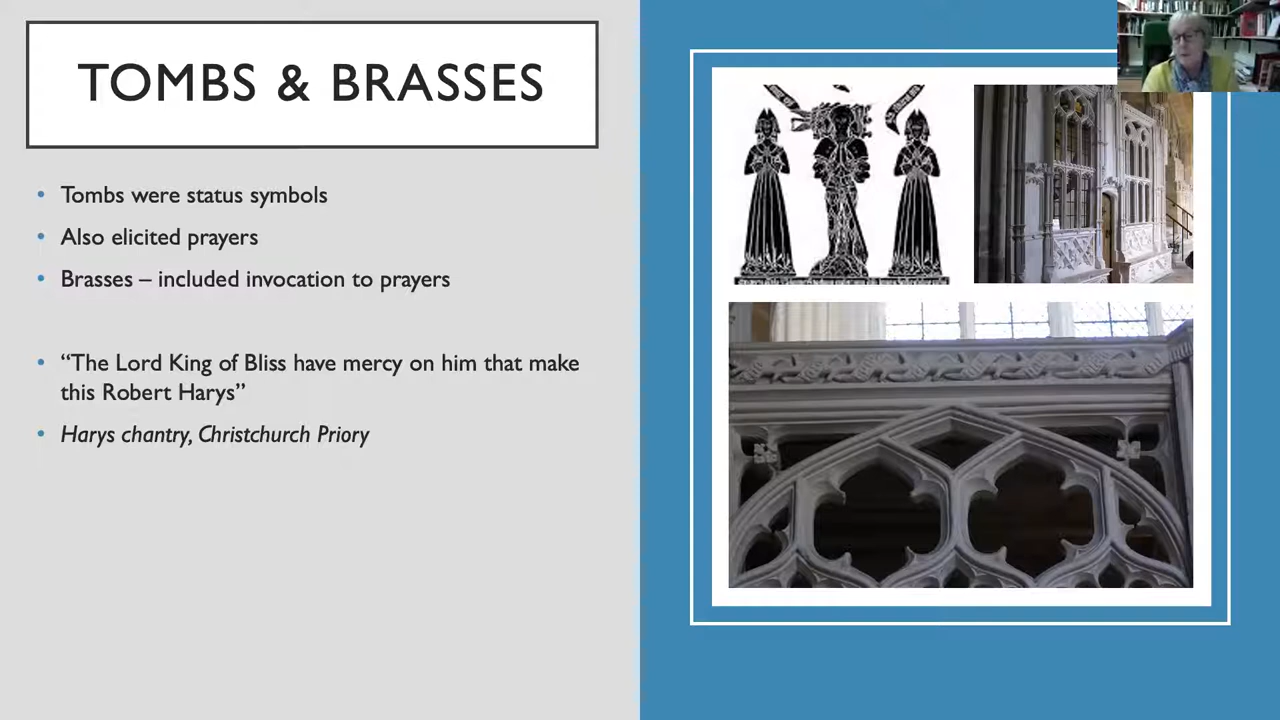 TOMBS & BRASSES
• Tombs were status symbols
• Also elicited prayers
• Brasses – included invocation to prayers
• “The Lord King of Bliss have mercy on him that make
this Robert Harys”
• Harys chantry, Christchurch Priory